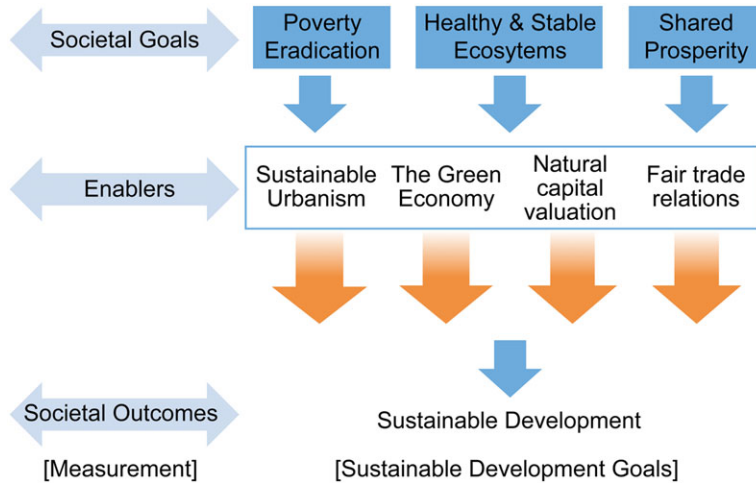 Societal Goals
Poverty
Eradication
Healthy & Stable
Ecosytems
Shared
Prosperity
Enablers
Sustainable
Urbanism
The Green
Economy
Natural
capital
valuation
Fair trade
relations
Societal Outcomes
Sustainable Development
[Measurement]
[Sustainable Development Goals]